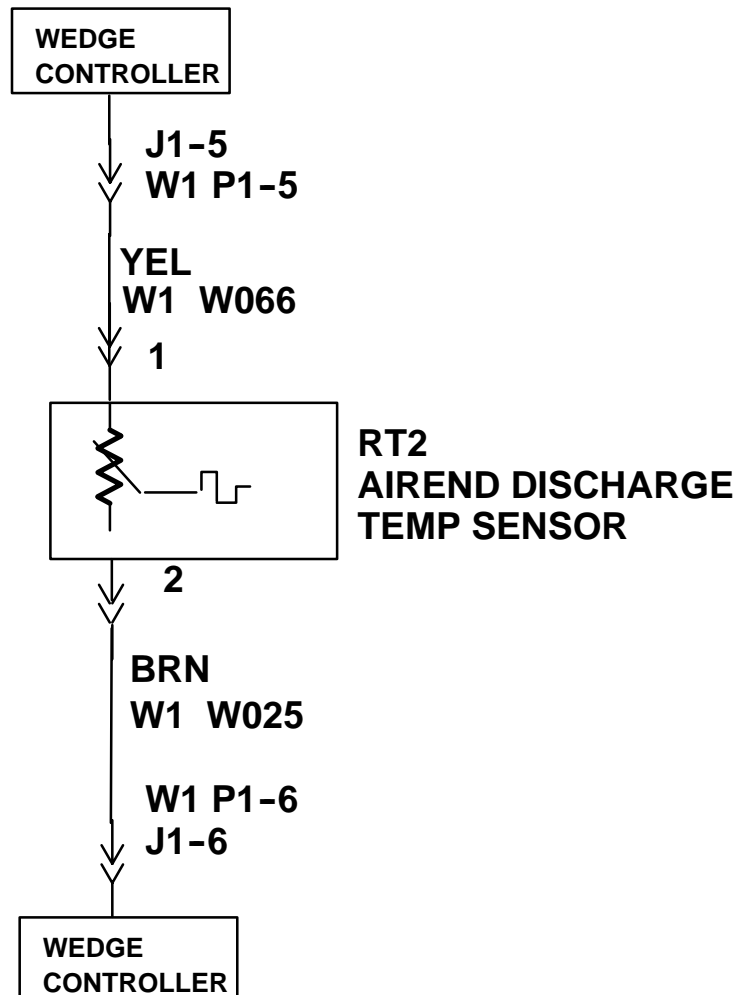 WEDGE
CONTROLLER
J1-5
W1 P1-5
YEL
W1 W066
1
RT2
AIREND DISCHARGE
TEMP SENSOR
2
BRN
W1 W025
W1 P1-6
J1-6
WEDGE
CONTROLLER